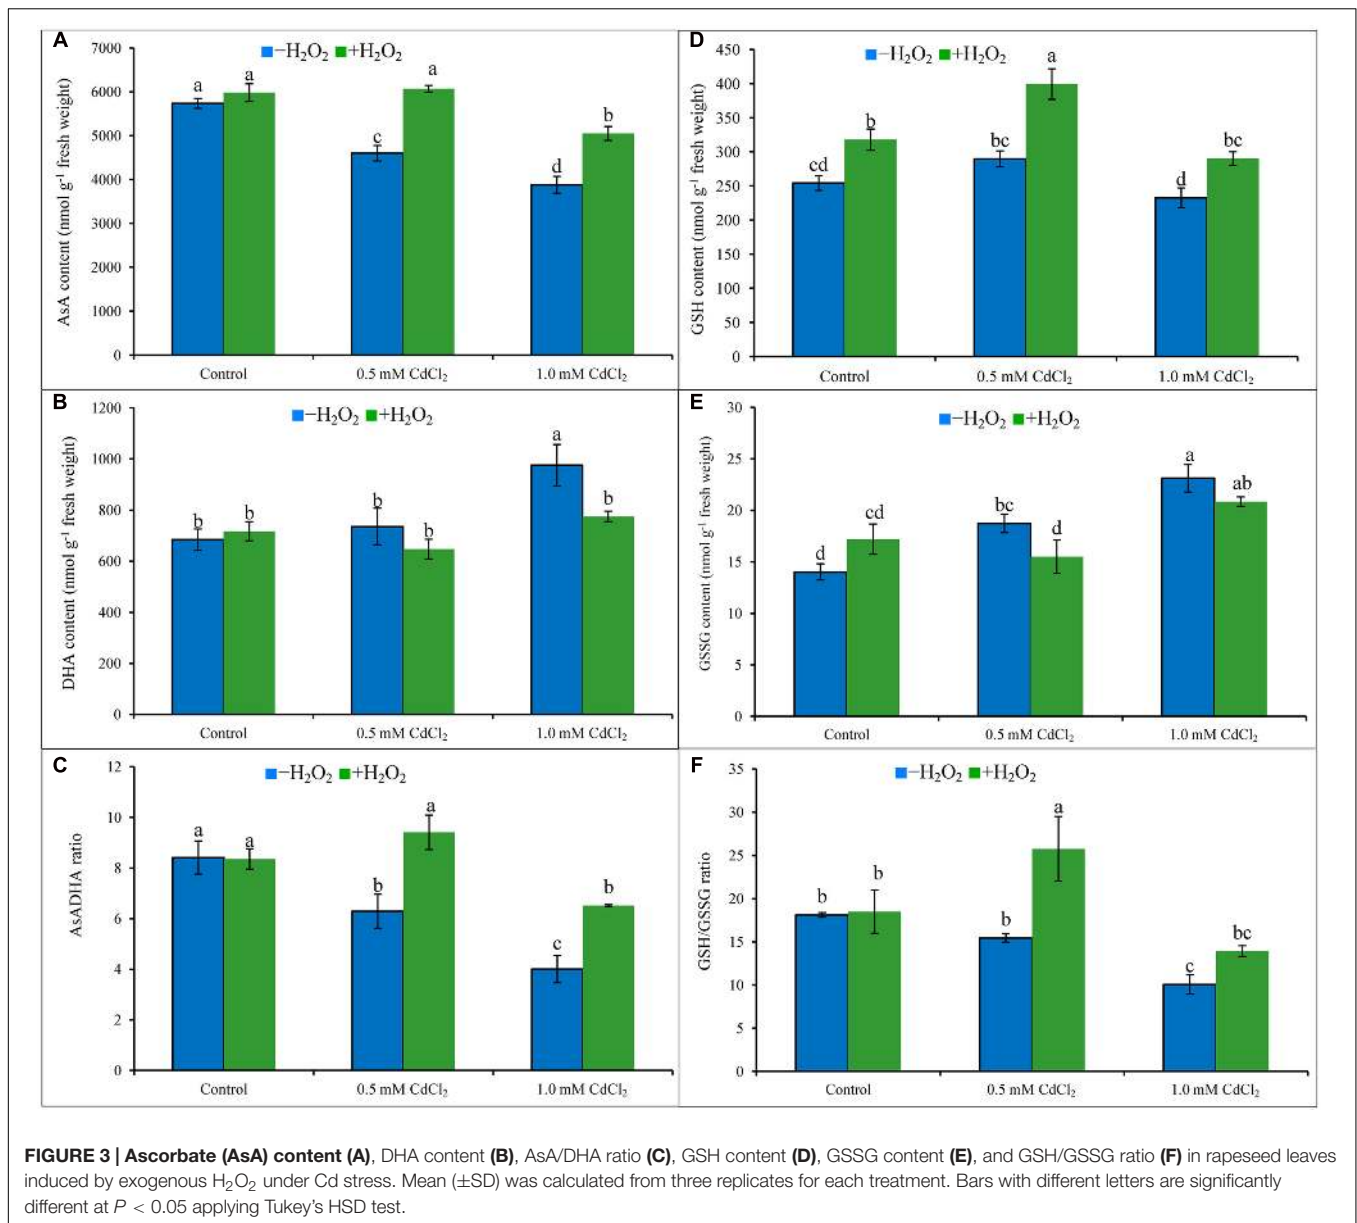 A
−H₂O₂ +H₂O₂
AsA content (nmol g⁻¹ fresh weight)
7000
6000
5000
4000
3000
2000
1000
0
a a c a d b
Control 0.5 mM CdCl₂ 1.0 mM CdCl₂
D
−H₂O₂ +H₂O₂
GSH content (nmol g⁻¹ fresh weight)
450
400
350
300
250
200
150
100
50
0
cd b bc a d bc
Control 0.5 mM CdCl₂ 1.0 mM CdCl₂
B
−H₂O₂ +H₂O₂
DHA content (nmol g⁻¹ fresh weight)
1200
1000
800
600
400
200
0
b b b b a b
Control 0.5 mM CdCl₂ 1.0 mM CdCl₂
E
−H₂O₂ +H₂O₂
GSSG content (nmol g⁻¹ fresh weight)
30
25
20
15
10
5
0
d cd bc d a ab
Control 0.5 mM CdCl₂ 1.0 mM CdCl₂
C
−H₂O₂ +H₂O₂
AsADHA ratio
12
10
8
6
4
2
0
a a b a c b
Control 0.5 mM CdCl₂ 1.0 mM CdCl₂
F
−H₂O₂ +H₂O₂
GSH/GSSG ratio
35
30
25
20
15
10
5
0
b b b a c bc
Control 0.5 mM CdCl₂ 1.0 mM CdCl₂
FIGURE 3 | Ascorbate (AsA) content (A), DHA content (B), AsA/DHA ratio (C), GSH content (D), GSSG content (E), and GSH/GSSG ratio (F) in rapeseed leaves
induced by exogenous H₂O₂ under Cd stress. Mean (±SD) was calculated from three replicates for each treatment. Bars with different letters are significantly
different at P < 0.05 applying Tukey's HSD test.